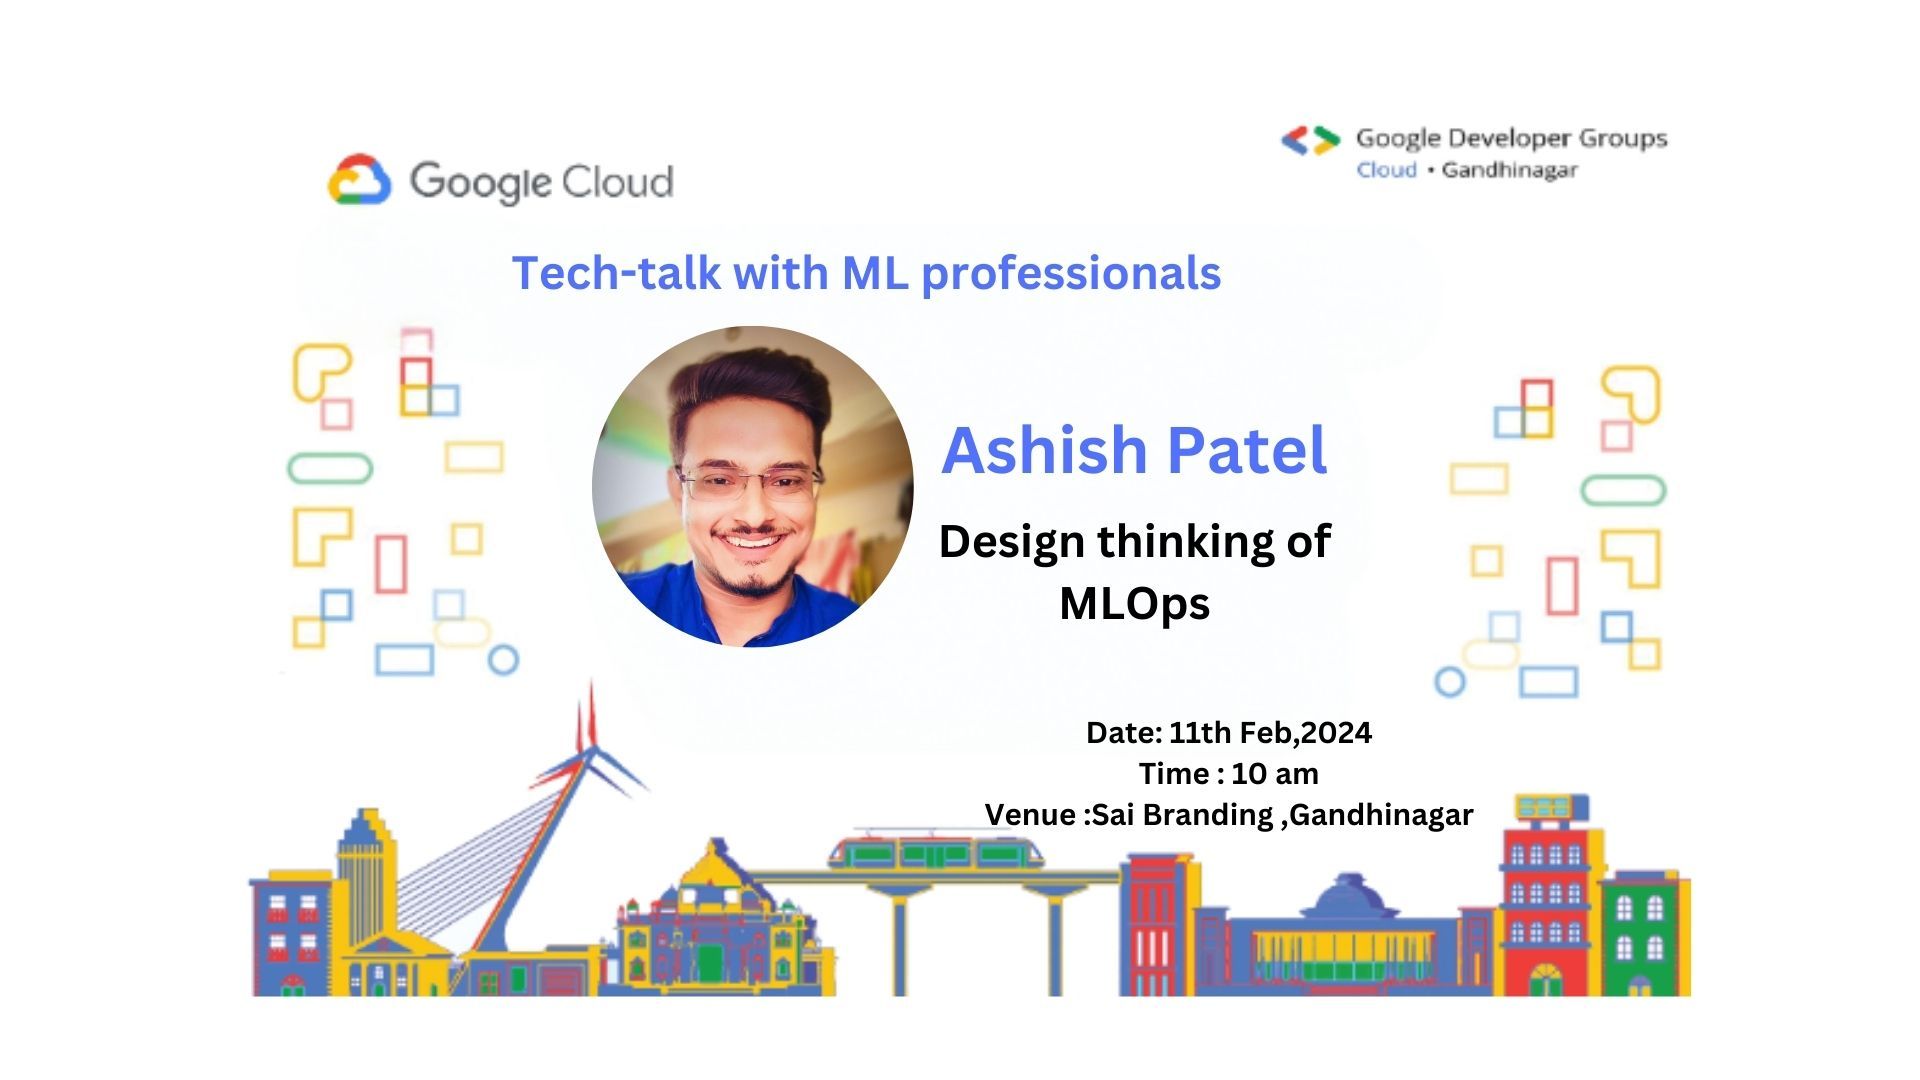 Google Cloud
Google Developer Groups
Cloud • Gandhinagar
Tech-talk with ML professionals
Ashish Patel
Design thinking of
MLOps
Date: 11th Feb,2024
Time : 10 am
Venue :Sai Branding ,Gandhinagar